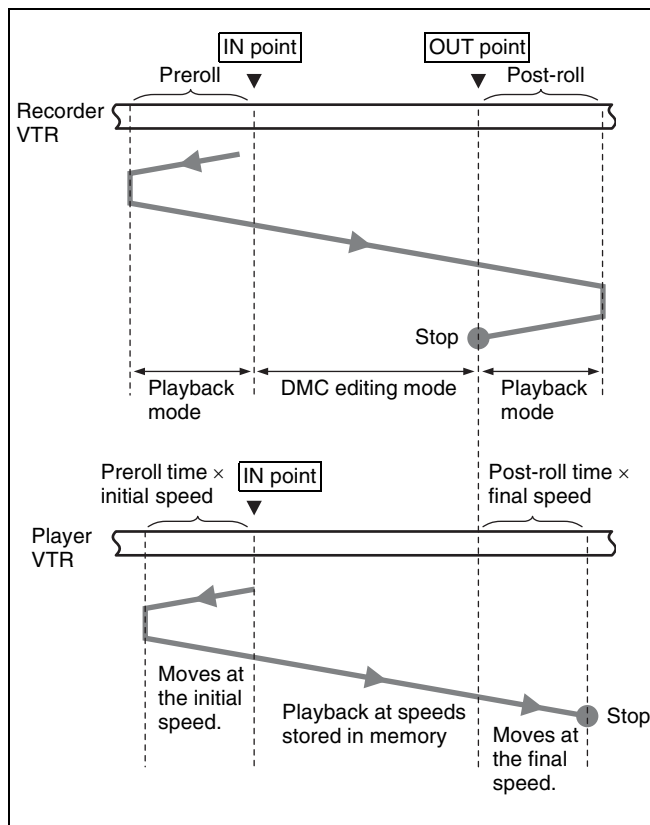 IN point
OUT point
Preroll
Post-roll
Recorder
VTR
Stop
Playback
mode
DMC editing mode
Playback
mode
Preroll time ×
initial speed
IN point
Post-roll time ×
final speed
Player
VTR
Moves at
the initial
speed.
Playback at speeds
stored in memory
Stop
Moves at
the final
speed.